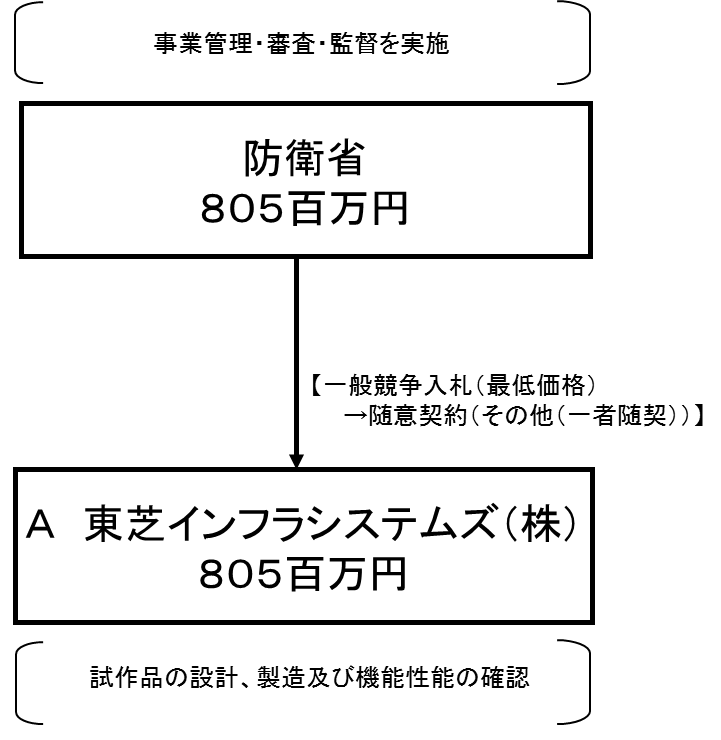 事業管理・審査・監督を実施
防衛省
８０５百万円
【一般競争入札（最低価格）
→随意契約（その他（一者随契））】
A　東芝インフラシステムズ（株）
８０５百万円
試作品の設計、製造及び機能性能の確認